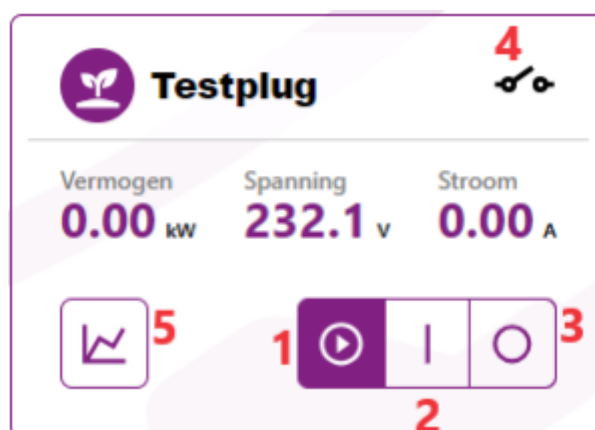 4
Testplug
Vermogen Spanning Stroom
0.00 kW 232.1 V 0.00 A
5 1 3
2